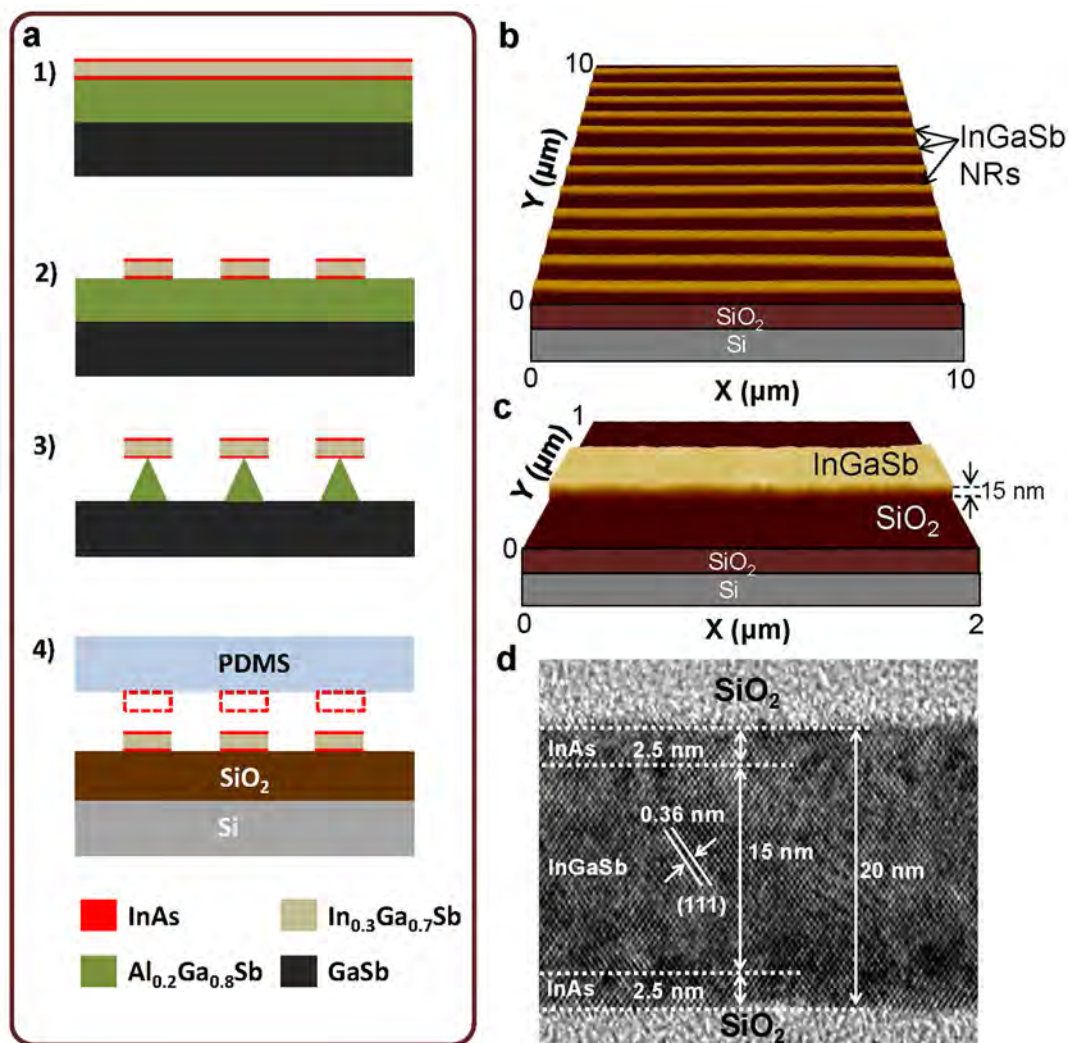 a
1)
2)
3)
4)
PDMS
SiO₂
Si
InAs
In₀.₃Ga₀.₇Sb
Al₀.₂Ga₀.₈Sb
GaSb
b
10
Y (µm)
0
InGaSb
NRs
SiO₂
Si
0
10
X (µm)
c
1
Y (µm)
0
InGaSb
15 nm
SiO₂
SiO₂
Si
0
2
X (µm)
d
SiO₂
InAs
2.5 nm
0.36 nm
15 nm
InGaSb
20 nm
(111)
InAs
2.5 nm
SiO₂